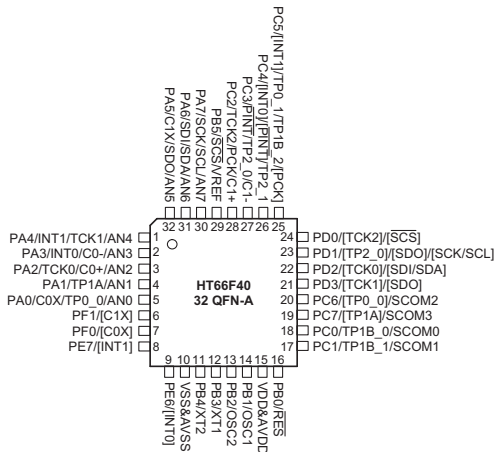 PA5/C1X/SDO/AN5
PA6/SDI/SDA/AN6
PA7/SCK/SCL/AN7
PB5/SCS/VREF
PC2/TCK2/PCK/C1+
PC3/PINT/TP2_0/C1-
PC4/[INT0]/[PINT]/TP2_1
PC5/[INT1]/TP0_1/TP1B_2/[PCK]
32 31 30 29 28 27 26 25
PA4/INT1/TCK1/AN4 1
PA3/INT0/C0-/AN3 2
PA2/TCK0/C0+/AN2 3
PA1/TP1A/AN1 4
PA0/C0X/TP0_0/AN0 5
PF1/[C1X] 6
PF0/[C0X] 7
PE7/[INT1] 8
HT66F40
32 QFN-A
24 PD0/[TCK2]/[SCS]
23 PD1/[TP2_0]/[SDO]/[SCK/SCL]
22 PD2/[TCK0]/[SDI/SDA]
21 PD3/[TCK1]/[SDO]
20 PC6/[TP0_0]/SCOM2
19 PC7/[TP1A]/SCOM3
18 PC0/TP1B_0/SCOM0
17 PC1/TP1B_1/SCOM1
9 10 11 12 13 14 15 16
PE6/[INT0]
VSS&AVSS
PB4/XT2
PB3/XT1
PB2/OSC2
PB1/OSC1
VDD&AVDD
PB0/RES